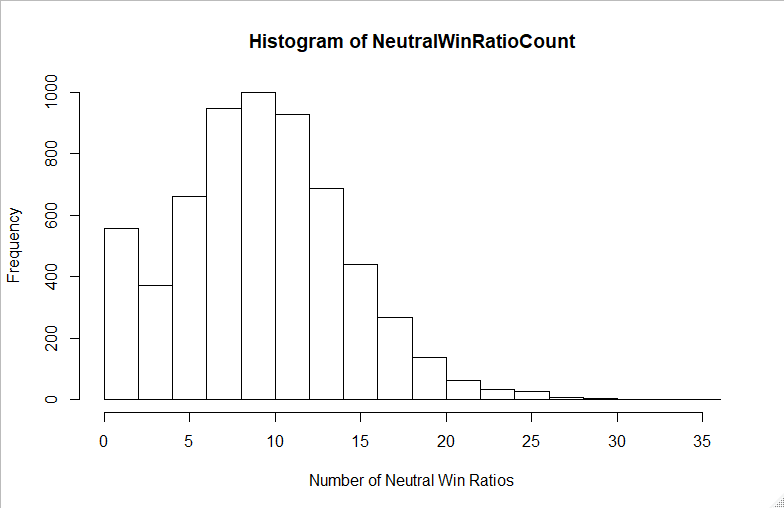 Histogram of NeutralWinRatioCount
Frequency
1000
800
600
400
200
0
0 5 10 15 20 25 30 35
Number of Neutral Win Ratios